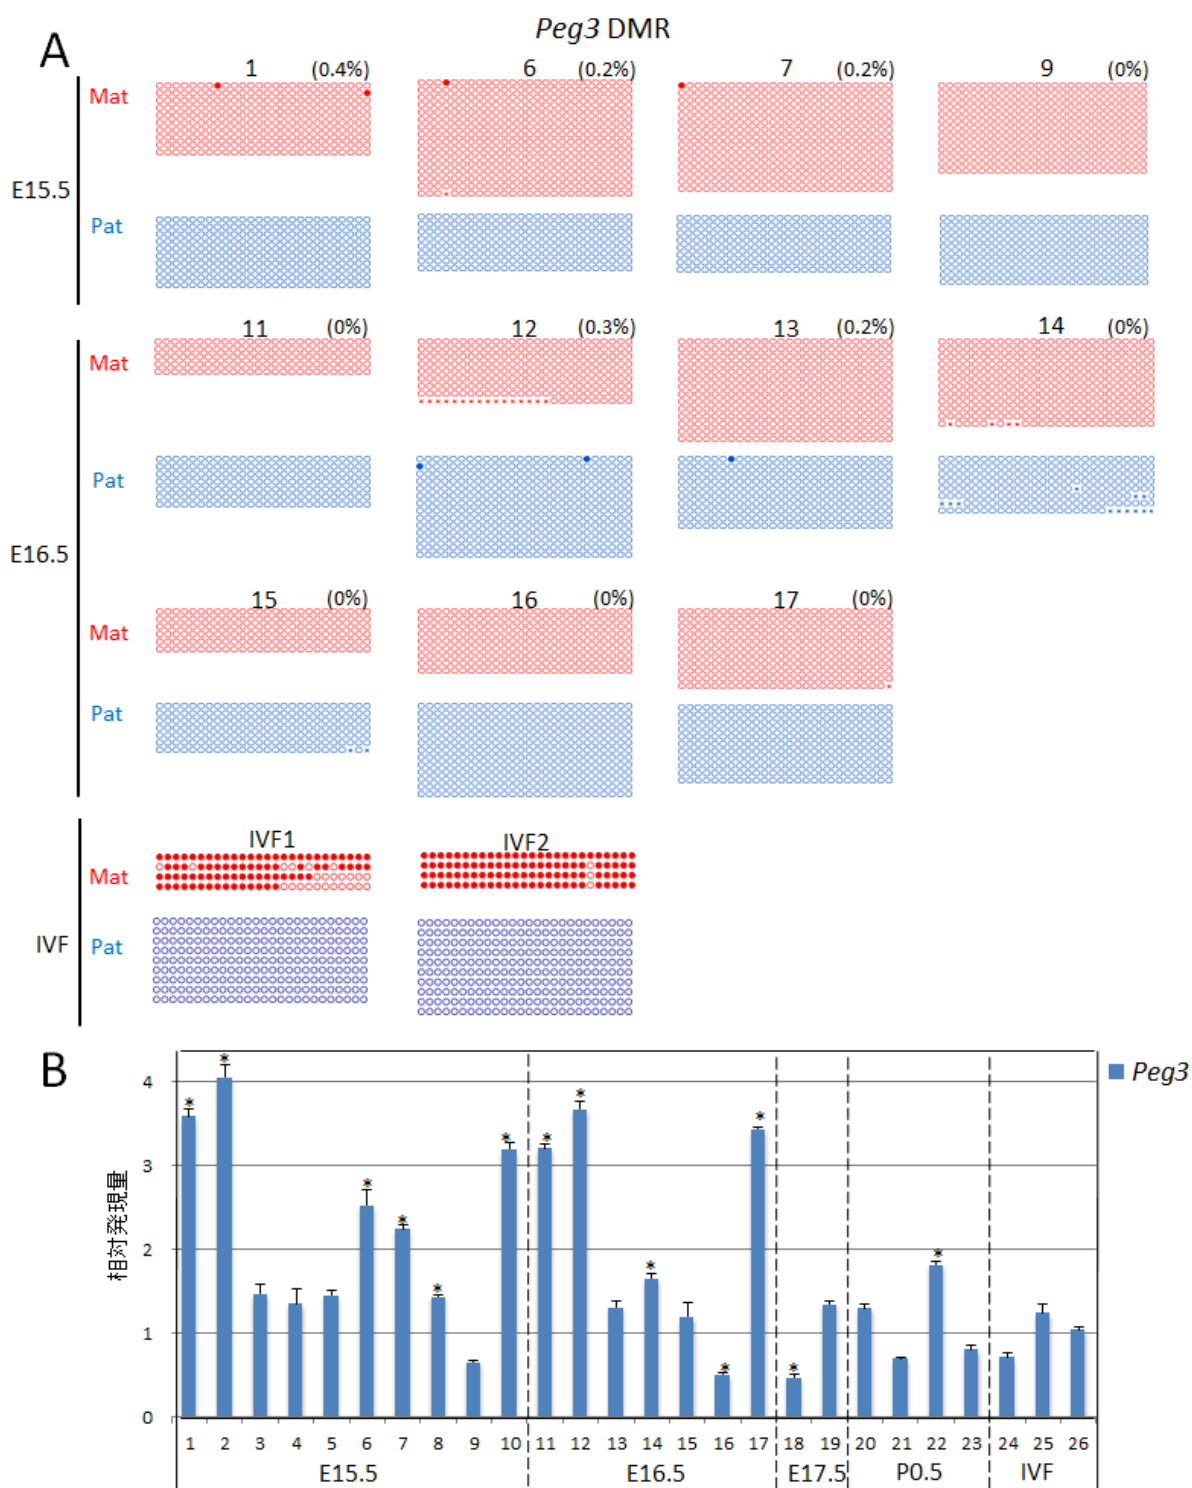 A
Peg3 DMR
1 (0.4%) 6 (0.2%) 7 (0.2%) 9 (0%)
Mat
E15.5
Pat
11 (0%) 12 (0.3%) 13 (0.2%) 14 (0%)
Mat
Pat
E16.5
15 (0%) 16 (0%) 17 (0%)
Mat
Pat
IVF1 IVF2
Mat
IVF Pat
B
Peg3
4
3
2
1
0
相対発現量
* * * * * * * * * * * * * *
1 2 3 4 5 6 7 8 9 10 11 12 13 14 15 16 17 18 19 20 21 22 23 24 25 26
E15.5 E16.5 E17.5 P0.5 IVF